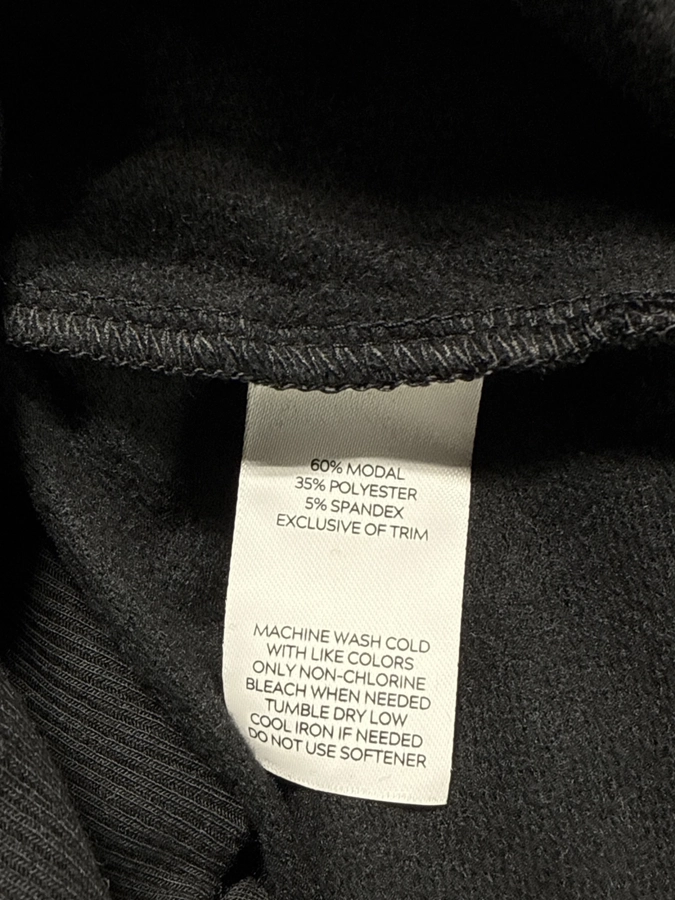 60% MODAL
35% POLYESTER
5% SPANDEX
EXCLUSIVE OF TRIM
MACHINE WASH COLD
WITH LIKE COLORS
ONLY NON-CHLORINE
BLEACH WHEN NEEDED
TUMBLE DRY LOW
COOL IRON IF NEEDED
DO NOT USE SOFTENER